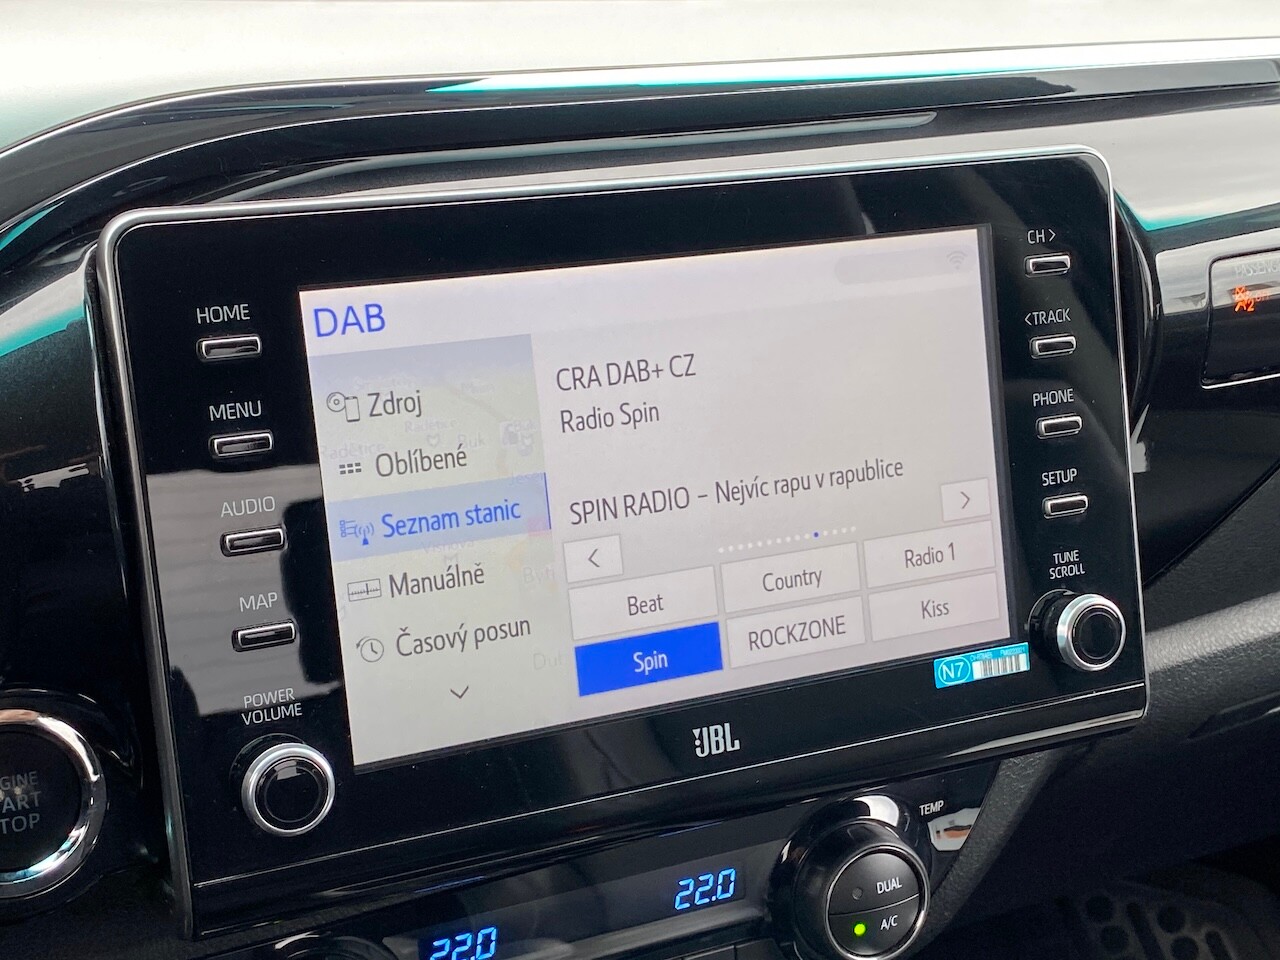 DAB
Zdroj
Oblíbené
Seznam stanic
Manuálně
Časový posun
CRA DAB+ CZ
Radio Spin
SPIN RADIO – Nejvíc rapu v rapublice
Beat
Country
Radio 1
Spin
ROCKZONE
Kiss
HOME
MENU
AUDIO
MAP
POWER
VOLUME
CH>
<TRACK
PHONE
SETUP
TUNE
SCROLL
N7
JBL
TEMP
DUAL
A/C
22.0
22.0